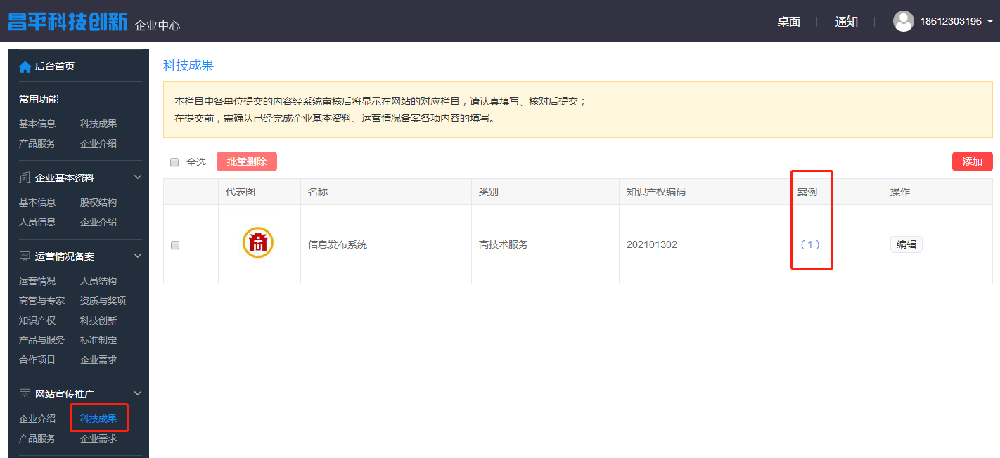 昌平科技创新 企业中心 桌面 通知 18612303196
后台首页
常用功能
基本信息 科技成果
产品服务 企业介绍
企业基本资料
基本信息 股权结构
人员信息 企业介绍
运营情况备案
运营情况 人员结构
高管与专家 资质与奖项
知识产权 科技创新
产品与服务 标准制定
合作项目 企业需求
网站宣传推广
企业介绍 科技成果
产品服务 企业需求
科技成果
本栏目中各单位提交的内容经系统审核后将显示在网站的对应栏目，请认真填写、核对后提交；
在提交前，需确认已经完成企业基本资料、运营情况备案各项内容的填写。
全选 批量删除 添加
代表图 名称 类别 知识产权编码 案例 操作
信息发布系统 高技术服务 202101302 （1） 编辑